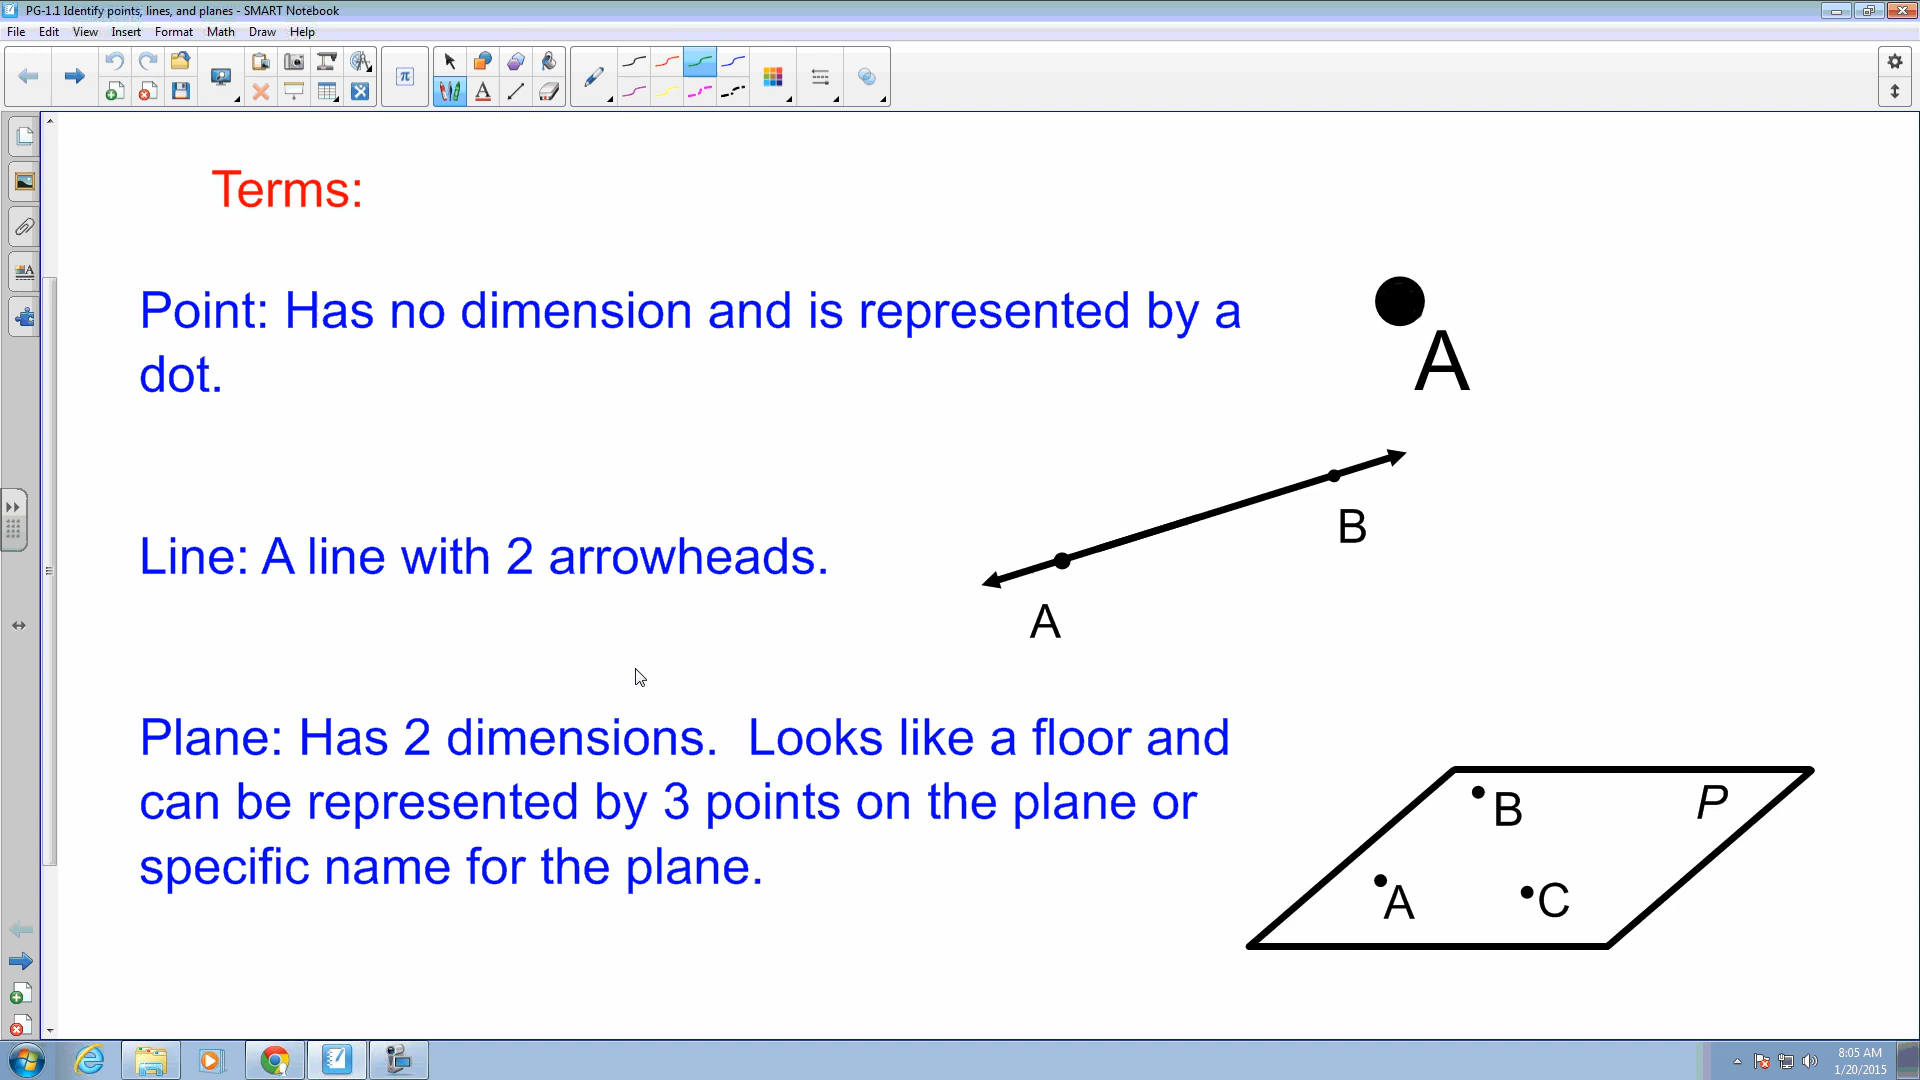 PG-1.1 Identify points, lines, and planes - SMART Notebook
File Edit View Insert Format Math Draw Help
π
A
A
Terms:
Point: Has no dimension and is represented by a
dot.
A
Line: A line with 2 arrowheads.
B
A
Plane: Has 2 dimensions.  Looks like a floor and
can be represented by 3 points on the plane or
specific name for the plane.
B
P
A
C
8:05 AM
1/20/2015